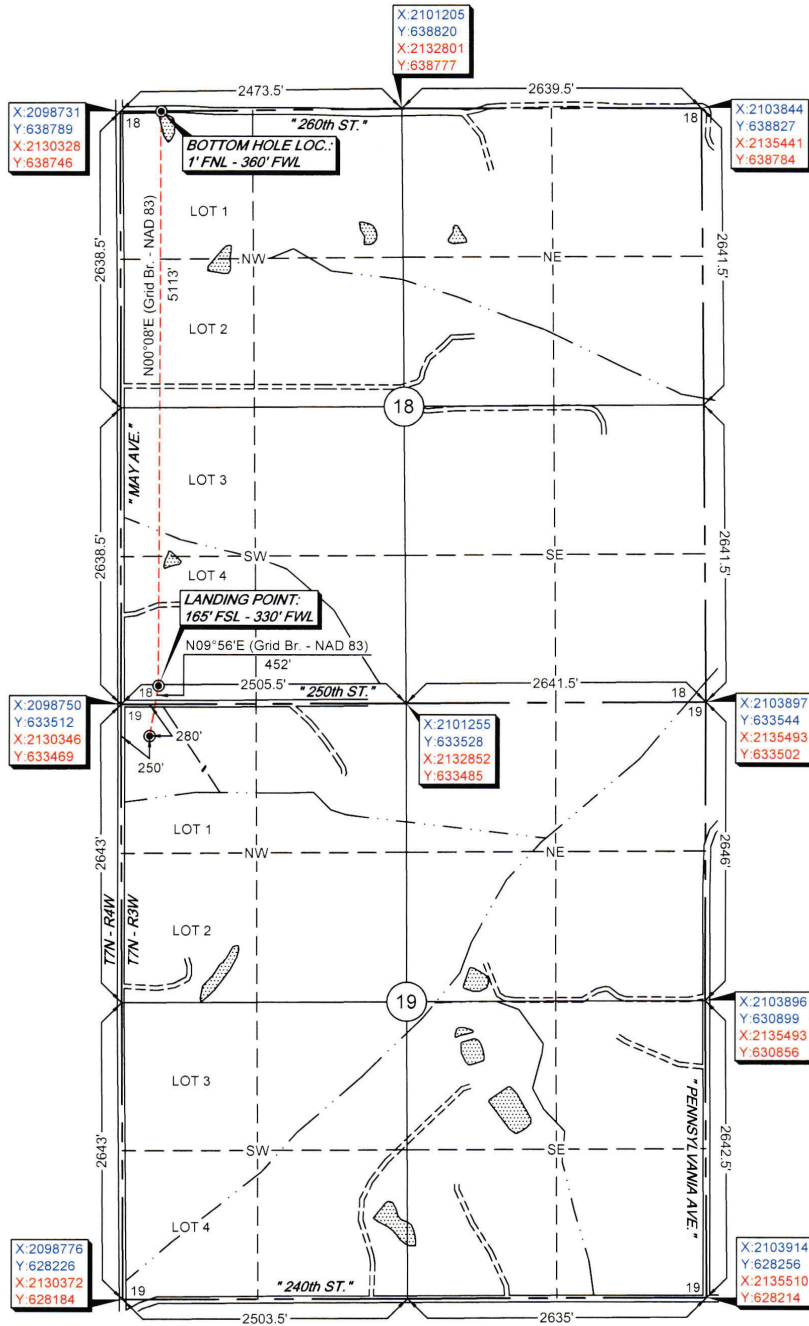 X:2101205
Y:638820
X:2132801
Y:638777
2473.5'
2639.5'
X:2098731
Y:638789
X:2130328
Y:638746
X:2103844
Y:638827
X:2135441
Y:638784
18
"260th ST."
18
BOTTOM HOLE LOC.:
1' FNL - 360' FWL
LOT 1
NW
NE
2638.5'
N00°08'E (Grid Br. - NAD 83)
5113'
2641.5'
LOT 2
18
"MAY AVE."
LOT 3
SW
SE
2638.5'
2641.5'
LOT 4
LANDING POINT:
165' FSL - 330' FWL
N09°56'E (Grid Br. - NAD 83)
452'
18
2505.5'
"250th ST."
2641.5'
18
X:2098750
Y:633512
X:2130346
Y:633469
19
280'
250'
X:2101255
Y:633528
X:2132852
Y:633485
19
X:2103897
Y:633544
X:2135493
Y:633502
LOT 1
NW
NE
2643'
2646'
T7N - R4W
T7N - R3W
LOT 2
19
X:2103896
Y:630899
X:2135493
Y:630856
LOT 3
"PENNSYLVANIA AVE."
2643'
SW
SE
2642.5'
LOT 4
X:2098776
Y:628226
X:2130372
Y:628184
19
"240th ST."
19
X:2103914
Y:628256
X:2135510
Y:628214
2503.5'
2635'